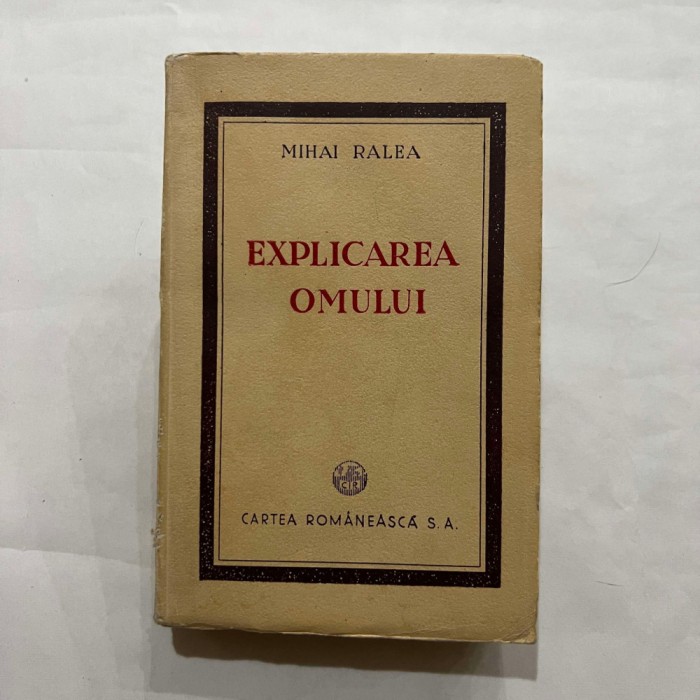 MIHAI RALEA
EXPLICAREA
OMULUI
C R
CARTEA ROMÂNEASCĂ S. A.